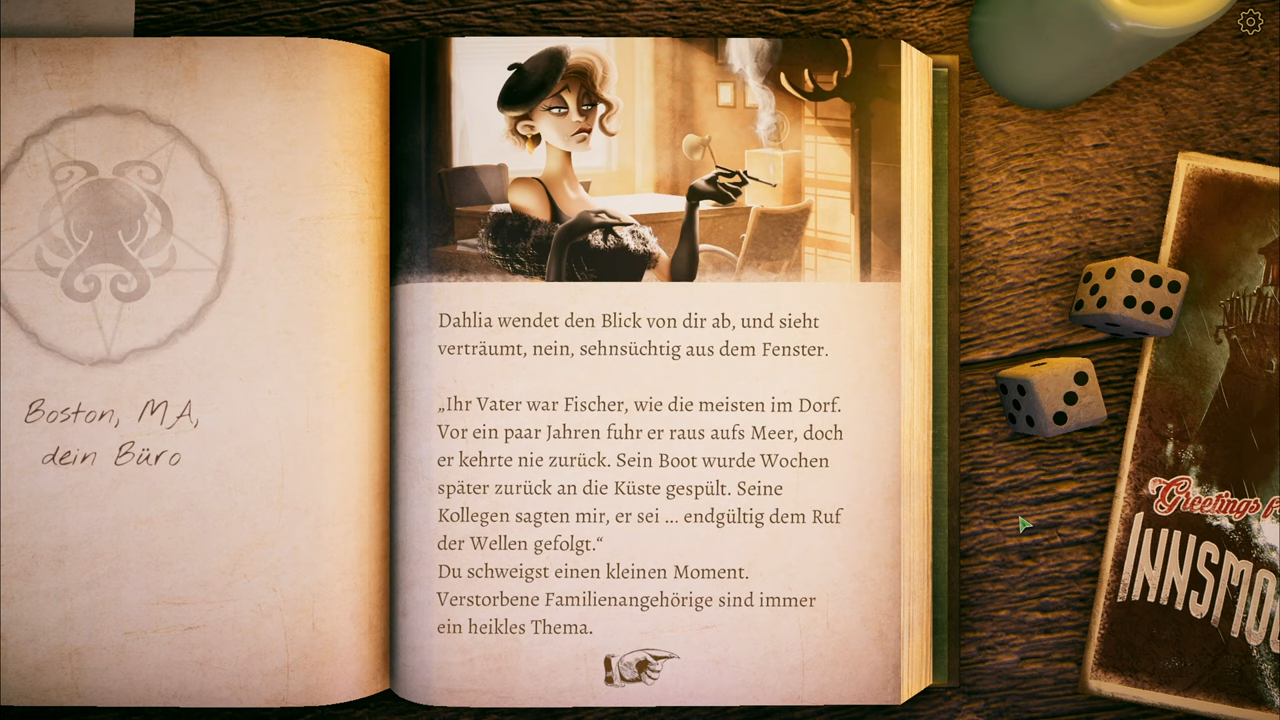 Boston, MA,
dein Büro
Dahlia wendet den Blick von dir ab, und sieht
verträumt, nein, sehnsüchtig aus dem Fenster.
„Ihr Vater war Fischer, wie die meisten im Dorf.
Vor ein paar Jahren fuhr er raus aufs Meer, doch
er kehrte nie zurück. Sein Boot wurde Wochen
später zurück an die Küste gespült. Seine
Kollegen sagten mir, er sei ... endgültig dem Ruf
der Wellen gefolgt.“
Du schweigst einen kleinen Moment.
Verstorbene Familienangehörige sind immer
ein heikles Thema.
Greetings